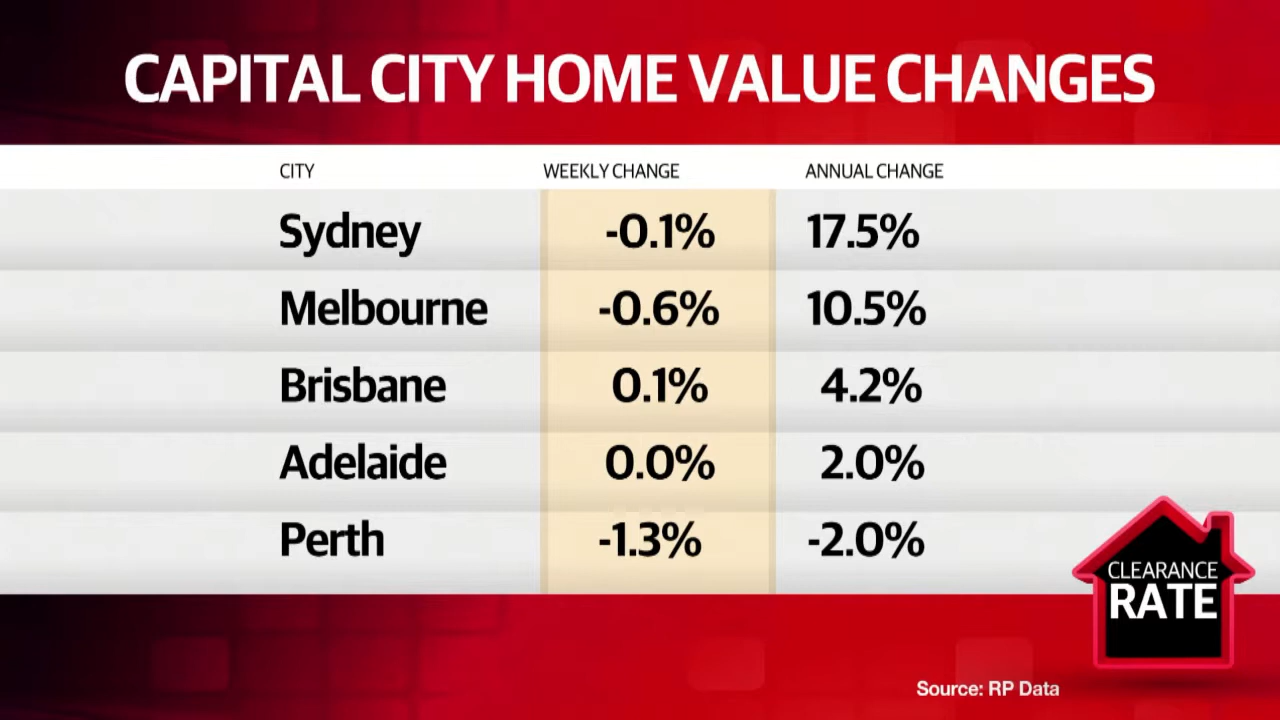 CAPITAL CITY HOME VALUE CHANGES
CITY WEEKLY CHANGE ANNUAL CHANGE
Sydney -0.1% 17.5%
Melbourne -0.6% 10.5%
Brisbane 0.1% 4.2%
Adelaide 0.0% 2.0%
Perth -1.3% -2.0%
CLEARANCE
RATE
Source: RP Data